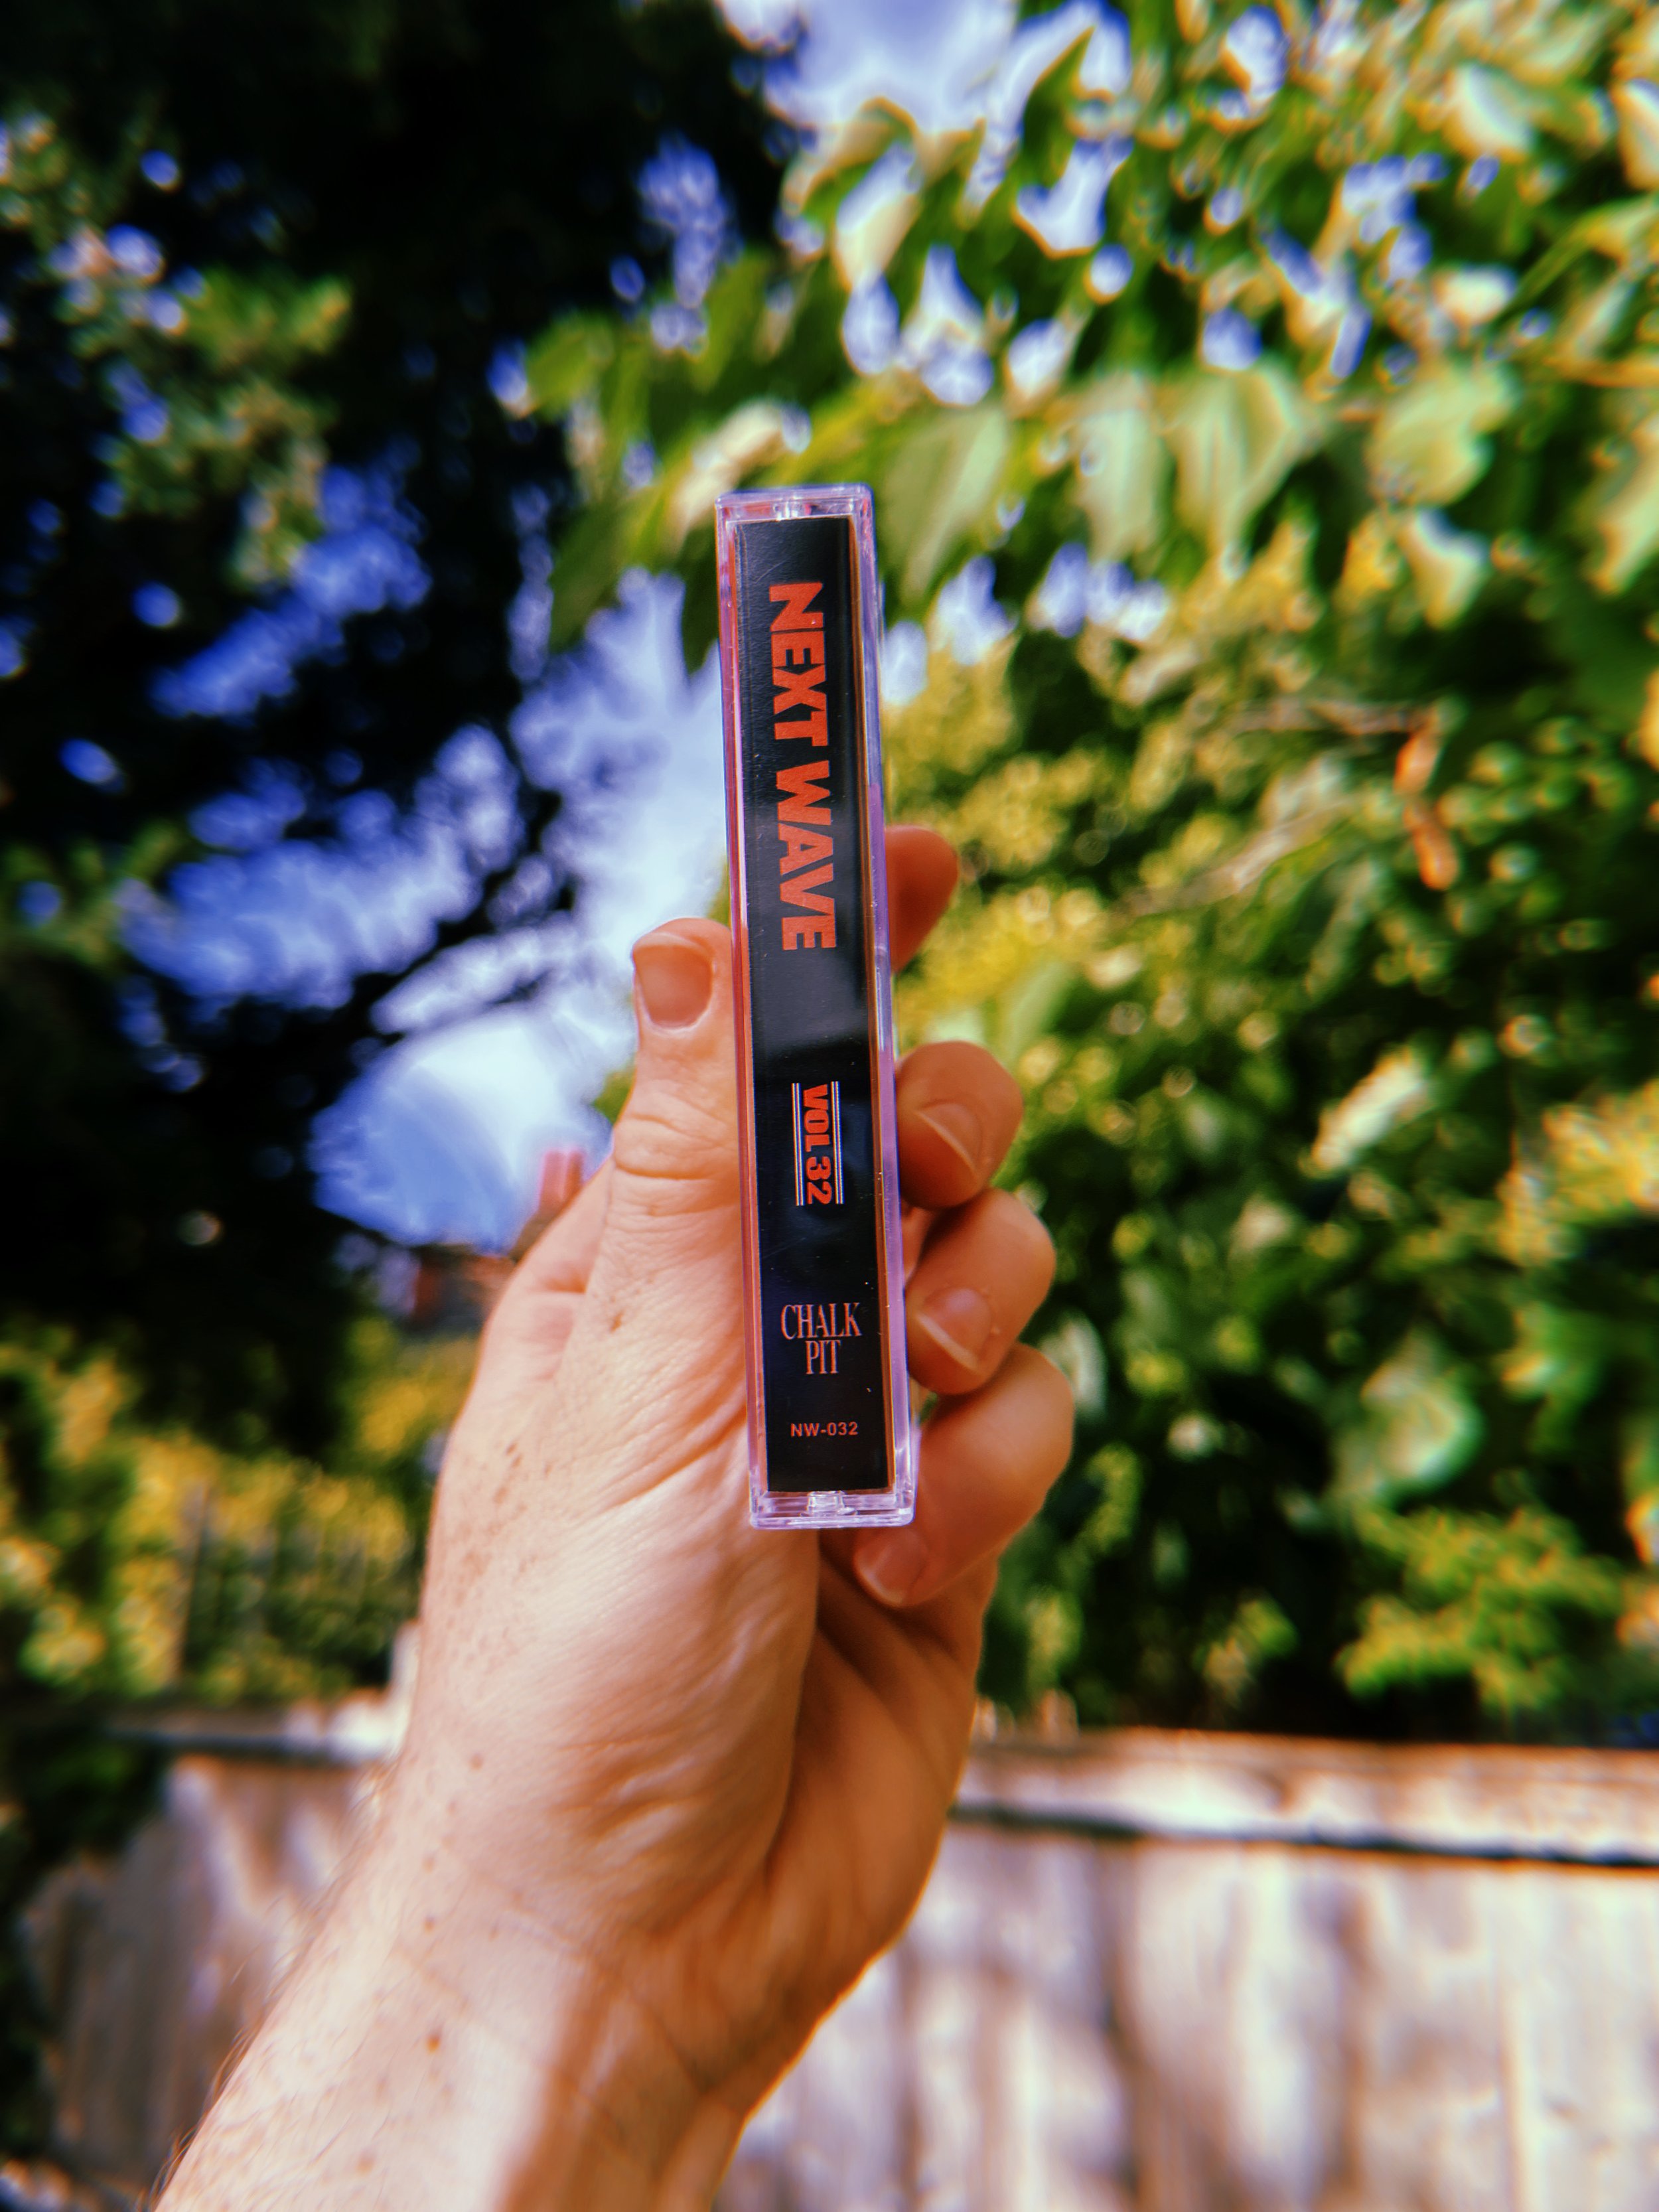 NEXT WAVE
VOL 32
CHALK
PIT
NW-032